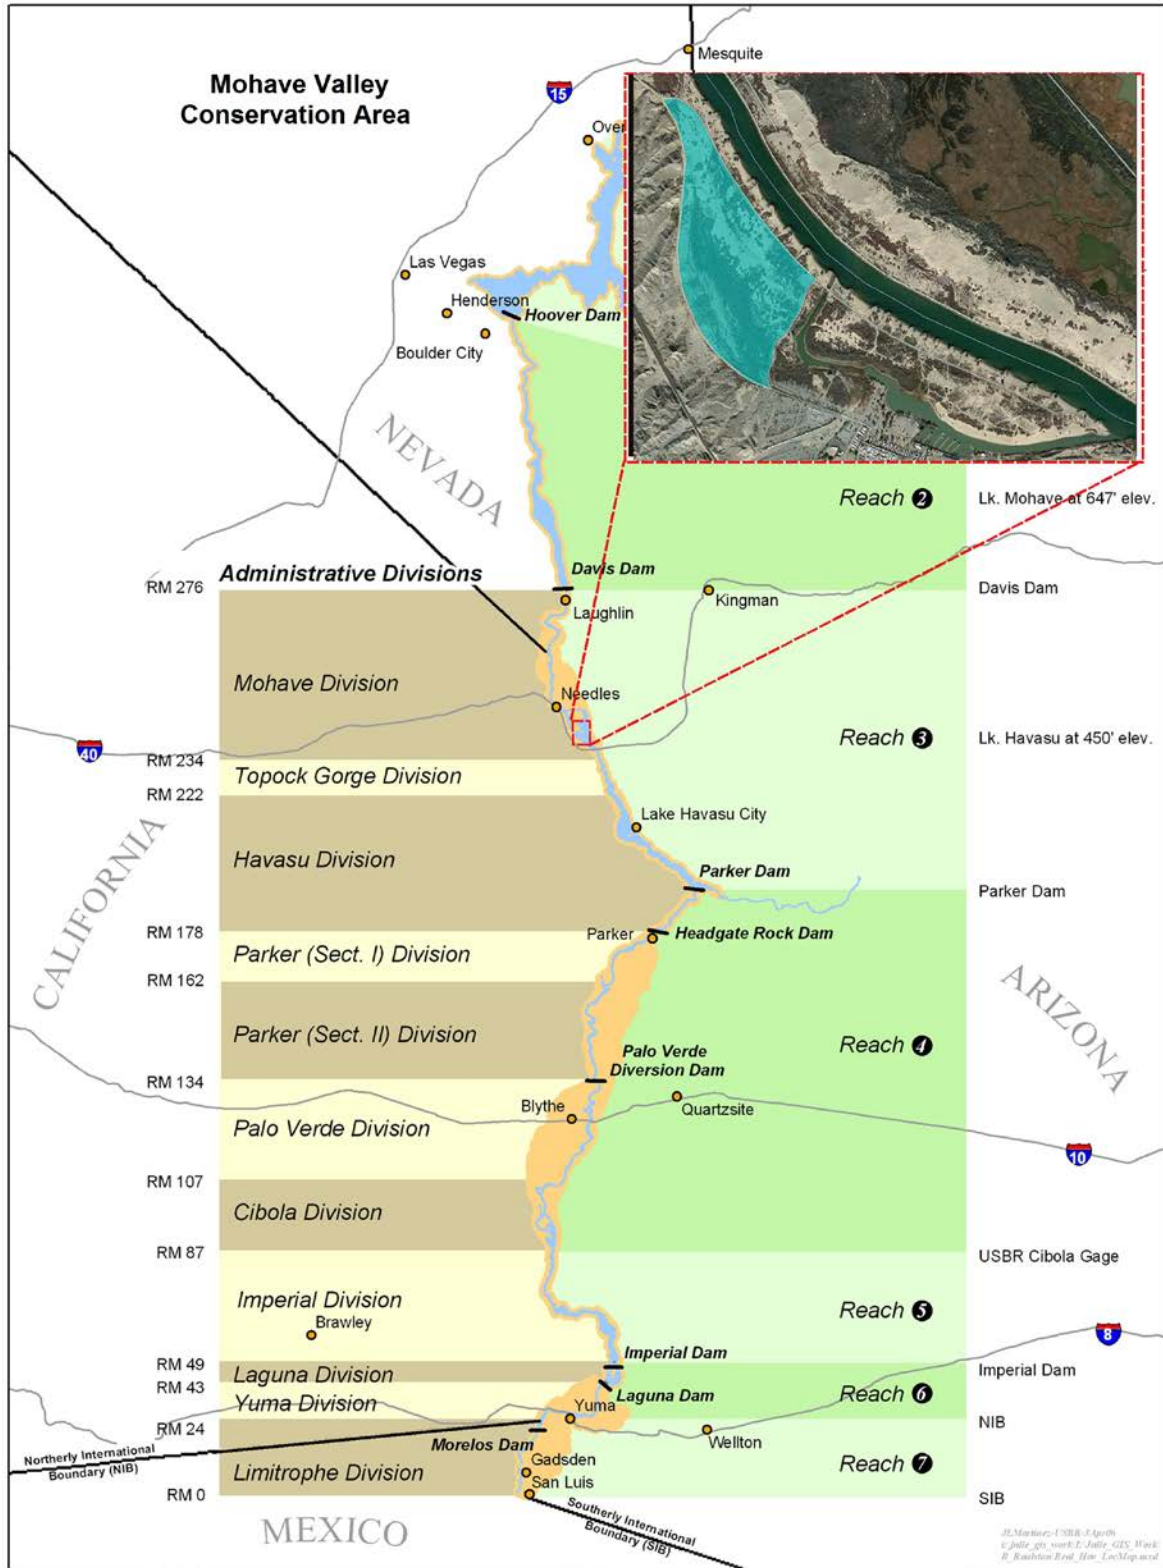 Mohave Valley
Conservation Area
15
Mesquite
Over
Las Vegas
Henderson
Hoover Dam
Boulder City
NEVADA
Reach 2
Lk. Mohave at 647' elev.
Administrative Divisions
Davis Dam
RM 276
Kingman
Davis Dam
Laughlin
Mohave Division
Needles
40
Reach 3
Lk. Havasu at 450' elev.
RM 234
Topock Gorge Division
RM 222
Lake Havasu City
CALIFORNIA
Havasu Division
Parker Dam
Parker Dam
RM 178
Parker
Headgate Rock Dam
Parker (Sect. I) Division
RM 162
ARIZONA
Parker (Sect. II) Division
Reach 4
Palo Verde
Diversion Dam
RM 134
Blythe
Quartzsite
Palo Verde Division
10
RM 107
Cibola Division
RM 87
USBR Cibola Gage
Imperial Division
Reach 5
Brawley
8
Imperial Dam
RM 49
Imperial Dam
Laguna Division
RM 43
Laguna Dam
Reach 6
Yuma Division
Yuma
RM 24
NIB
Morelos Dam
Wellton
Northerly International
Boundary (NIB)
Gadsden
Limitrophe Division
Reach 7
San Luis
RM 0
SIB
Southerly International
Boundary (SIB)
MEXICO